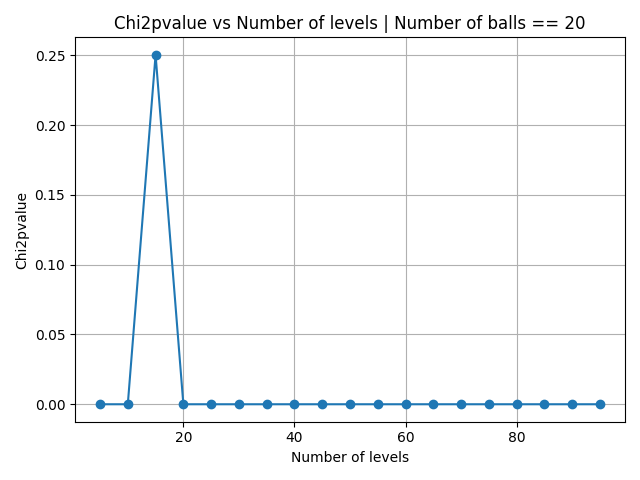 Chi2pvalue vs Number of levels | Number of balls == 20
0.25
0.20
0.15
0.10
0.05
0.00
Chi2pvalue
20 40 60 80
Number of levels